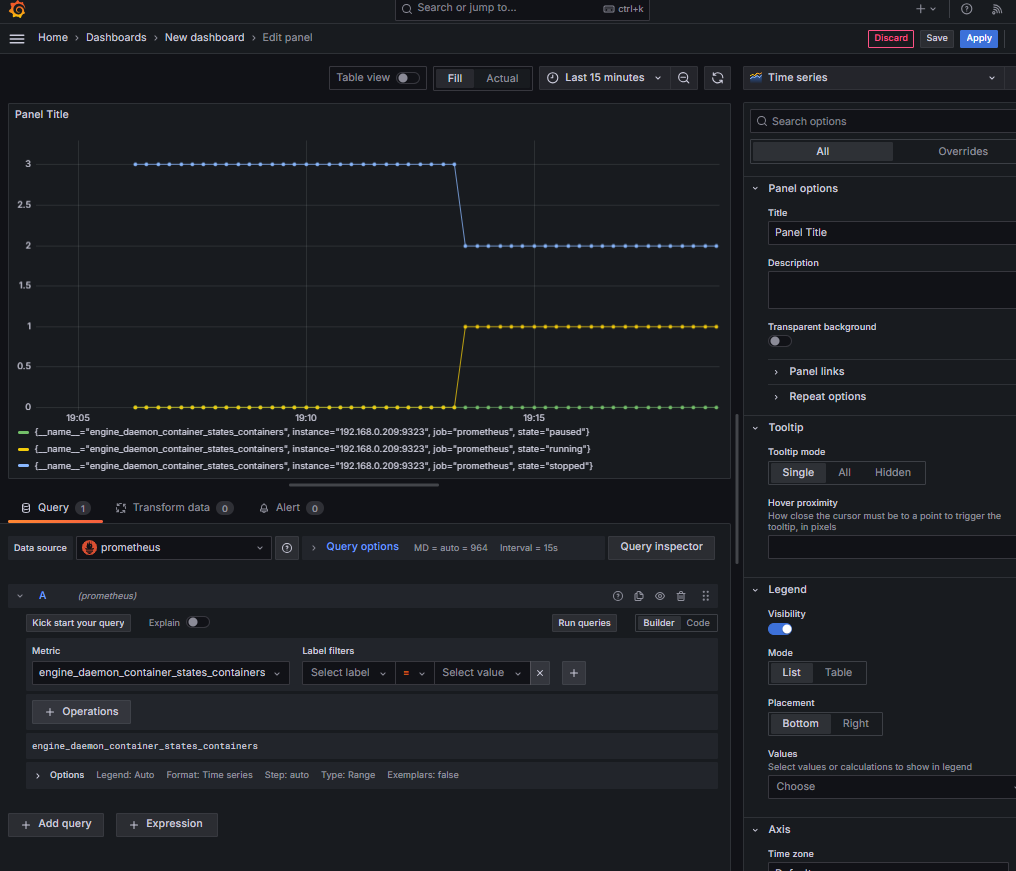 Search or jump to... ctrl+k
Home › Dashboards › New dashboard › Edit panel Discard Save Apply
Table view Fill Actual Last 15 minutes Time series
Panel Title
3
2.5
2
1.5
1
0.5
0
19:05 19:10 19:15
{__name__="engine_daemon_container_states_containers", instance="192.168.0.209:9323", job="prometheus", state="paused"}
{__name__="engine_daemon_container_states_containers", instance="192.168.0.209:9323", job="prometheus", state="running"}
{__name__="engine_daemon_container_states_containers", instance="192.168.0.209:9323", job="prometheus", state="stopped"}
Query 1 Transform data 0 Alert 0
Data source prometheus Query options MD = auto = 964 Interval = 15s Query inspector
A (prometheus)
Kick start your query Explain Run queries Builder Code
Metric Label filters
engine_daemon_container_states_containers Select label = Select value × +
+ Operations
engine_daemon_container_states_containers
Options Legend: Auto Format: Time series Step: auto Type: Range Exemplars: false
+ Add query + Expression
Search options
All Overrides
Panel options
Title
Panel Title
Description
Transparent background
Panel links
Repeat options
Tooltip
Tooltip mode
Single All Hidden
Hover proximity
How close the cursor must be to a point to trigger the
tooltip, in pixels
Legend
Visibility
Mode
List Table
Placement
Bottom Right
Values
Select values or calculations to show in legend
Choose
Axis
Time zone